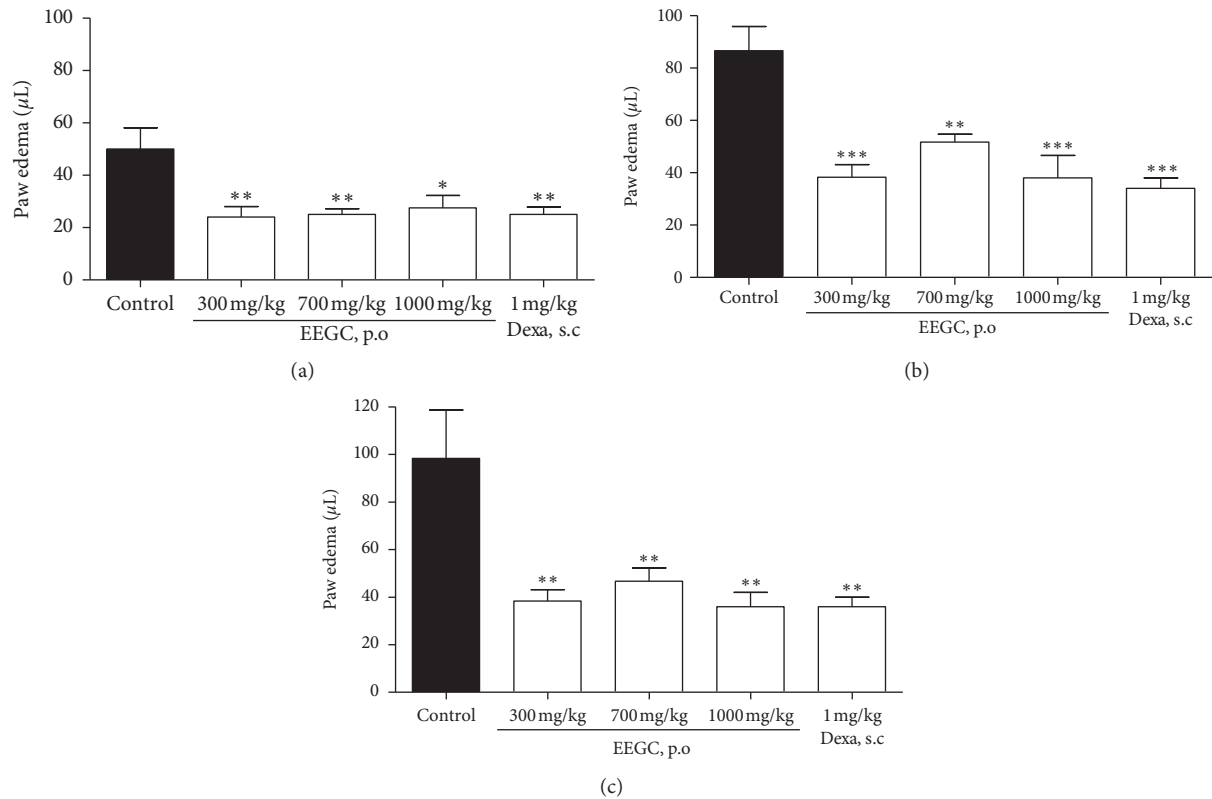 100
80
60
40
20
0
Paw edema (μL)
** ** * **
Control 300 mg/kg 700 mg/kg 1000 mg/kg 1 mg/kg
EEGC, p.o Dexa, s.c
(a)
100
80
60
40
20
0
Paw edema (μL)
*** ** *** ***
Control 300 mg/kg 700 mg/kg 1000 mg/kg 1 mg/kg
EEGC, p.o Dexa, s.c
(b)
120
100
80
60
40
20
0
Paw edema (μL)
** ** ** **
Control 300 mg/kg 700 mg/kg 1000 mg/kg 1 mg/kg
EEGC, p.o Dexa, s.c
(c)